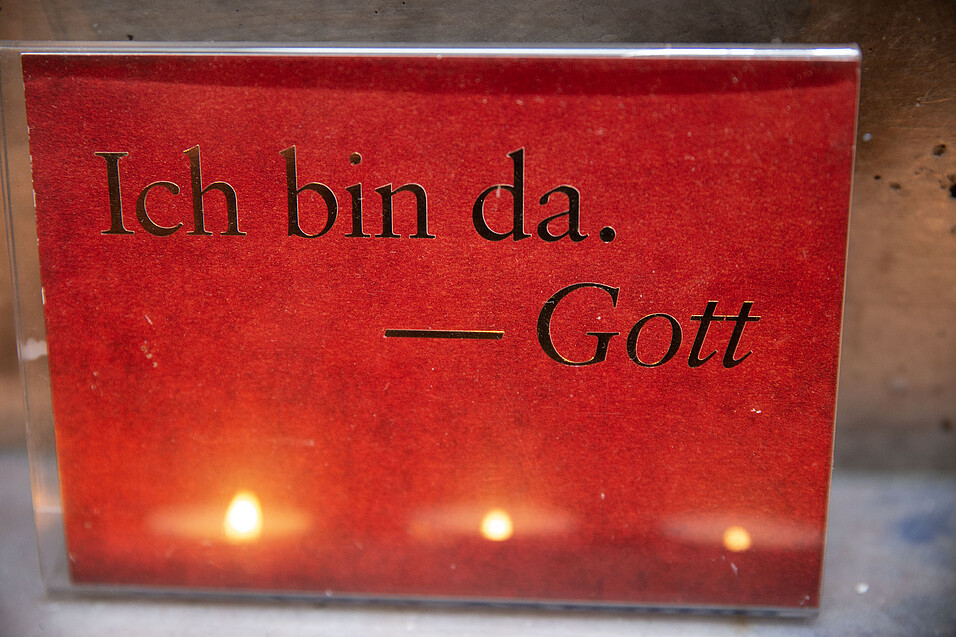 Ich bin da.
— Gott